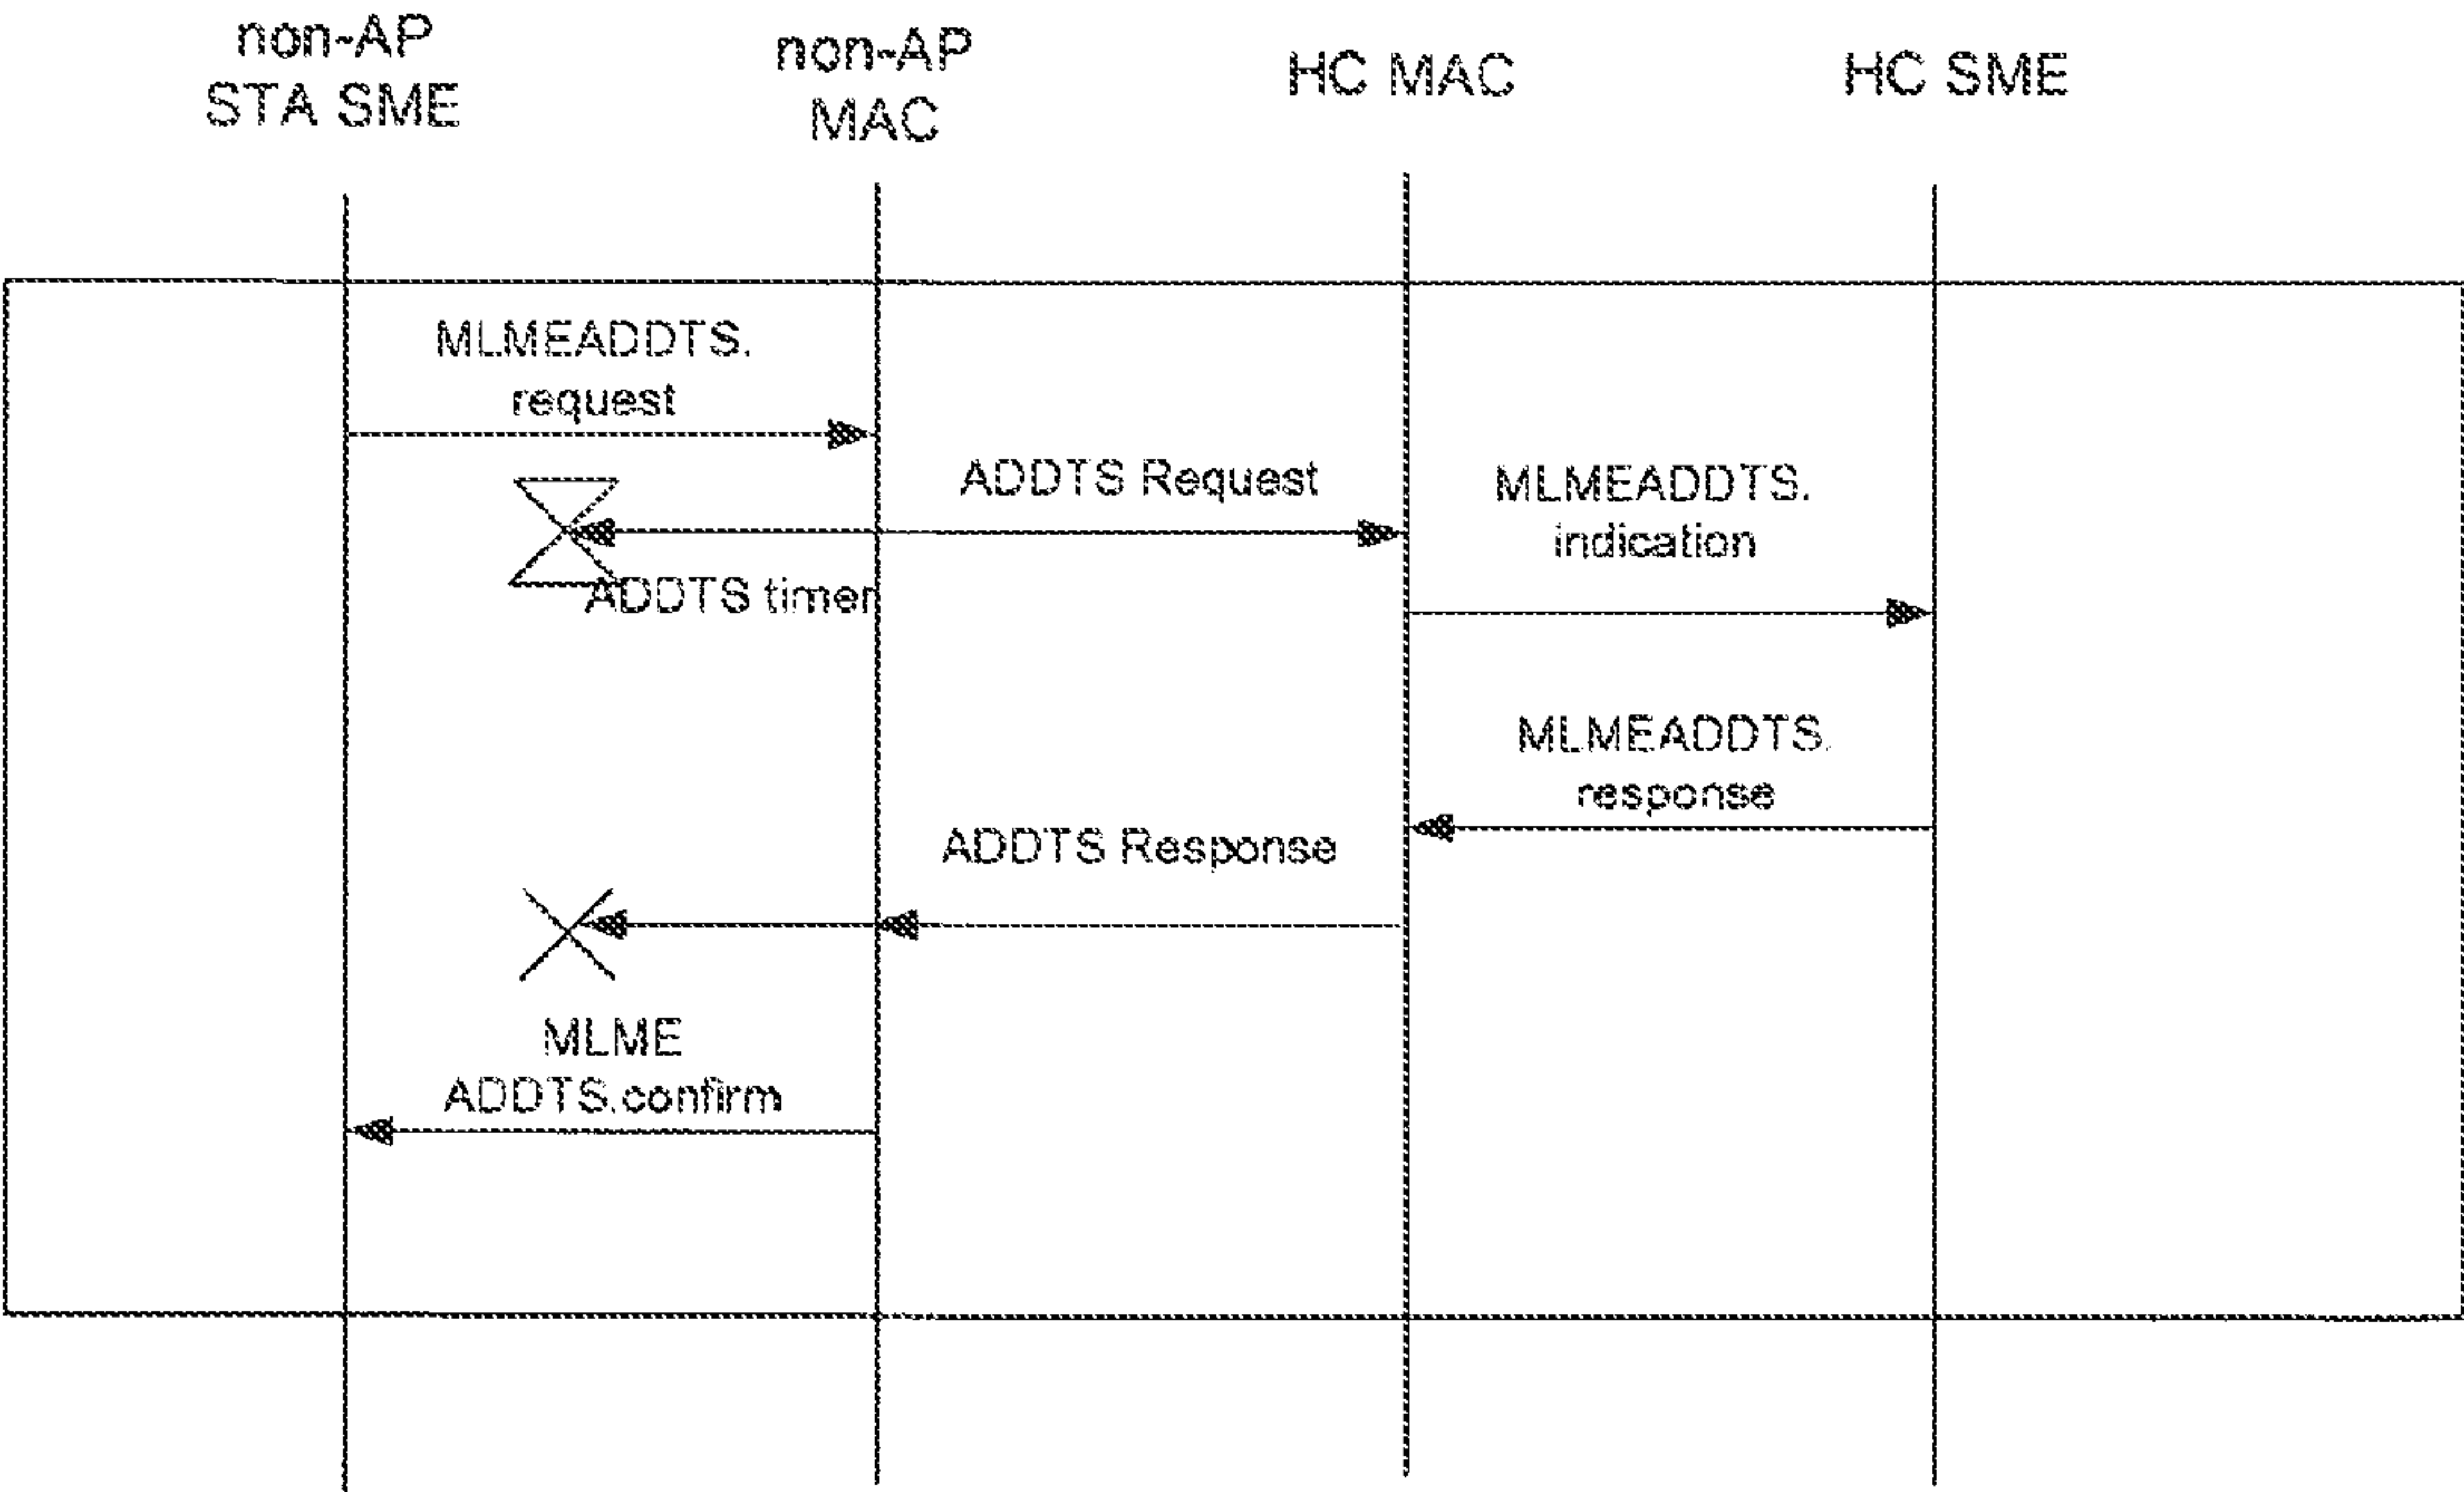 non-AP
STA SME
non-AP
MAC
HC MAC
HC SME
MLMEADDTS.
request
ADDTS Request
MLMEADDTS.
indication
ADDTS timer
MLMEADDTS.
response
ADDTS Response
MLME
ADDTS.confirm